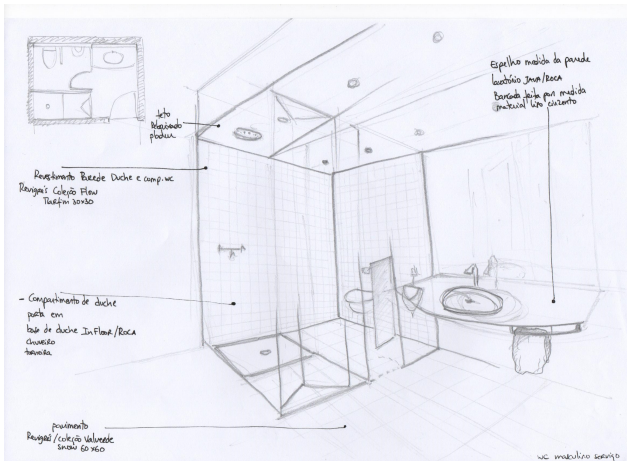 teto
Rebaixado
pladur
Espelho medida da parede
lavatório JAVA/ROCA
Bancada feita por medida
material liso cinzento
Revestimento Parede Duche e comp. wc
Revigrés Coleção Flow
30x30
- Compartimento de duche
porta em
base de duche InFloor/ROCA
chuveiro
torneira
pavimento
Revigrés/coleção Valverde
Snow 60x60
WC masculino serviço